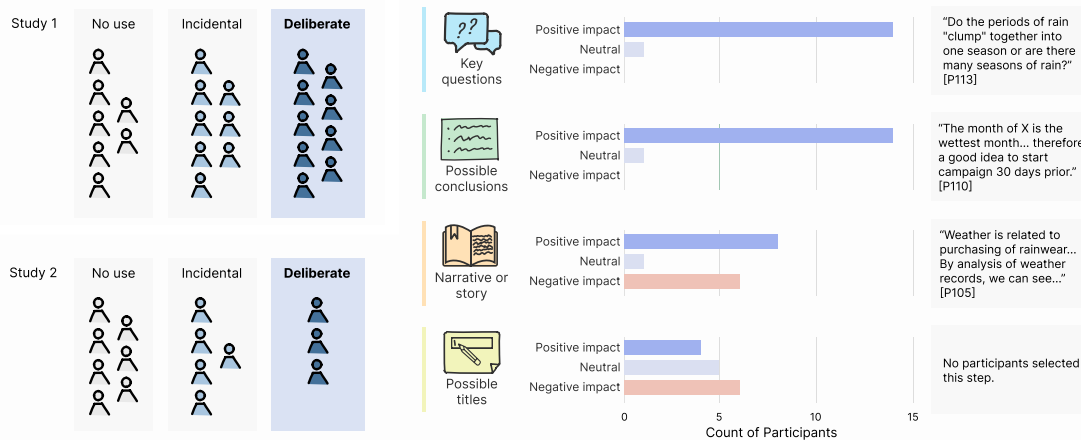 Study 1
No use
Incidental
Deliberate
Study 2
No use
Incidental
Deliberate
??
Key
questions
Positive impact
Neutral
Negative impact
“Do the periods of rain
"clump" together into
one season or are there
many seasons of rain?”
[P113]
Possible
conclusions
Positive impact
Neutral
Negative impact
“The month of X is the
wettest month... therefore
a good idea to start
campaign 30 days prior.”
[P110]
Narrative or
story
Positive impact
Neutral
Negative impact
“Weather is related to
purchasing of rainwear...
By analysis of weather
records, we can see...”
[P105]
Possible
titles
Positive impact
Neutral
Negative impact
No participants selected
this step.
0
5
10
15
Count of Participants